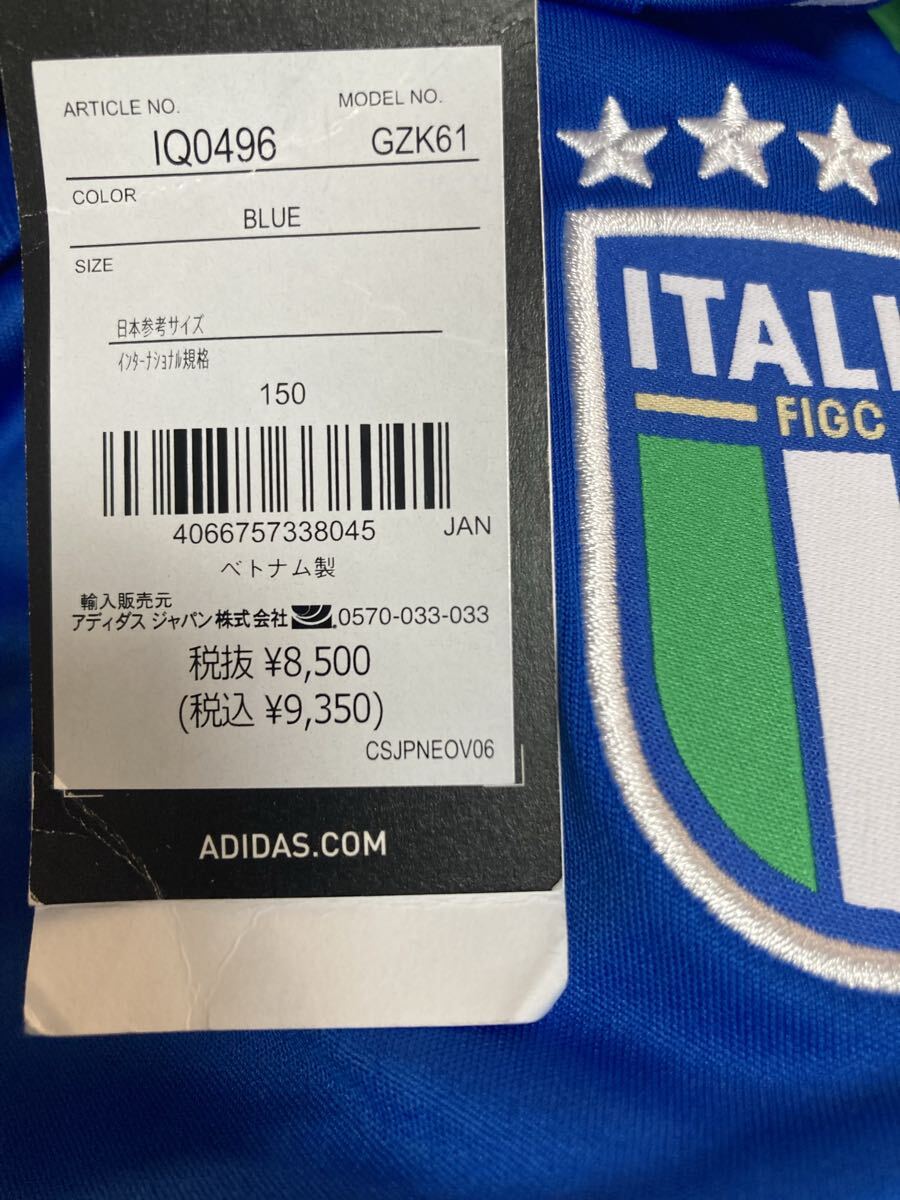 ARTICLE NO. MODEL NO.
IQ0496 GZK61
COLOR
BLUE
SIZE
日本参考サイズ
インターナショナル規格
150
4066757338045 JAN
ベトナム製
輸入販売元
アディダス ジャパン株式会社 0570-033-033
税抜 ¥8,500
(税込 ¥9,350)
CSJPNEOV06
ADIDAS.COM
ITALI
FIGC